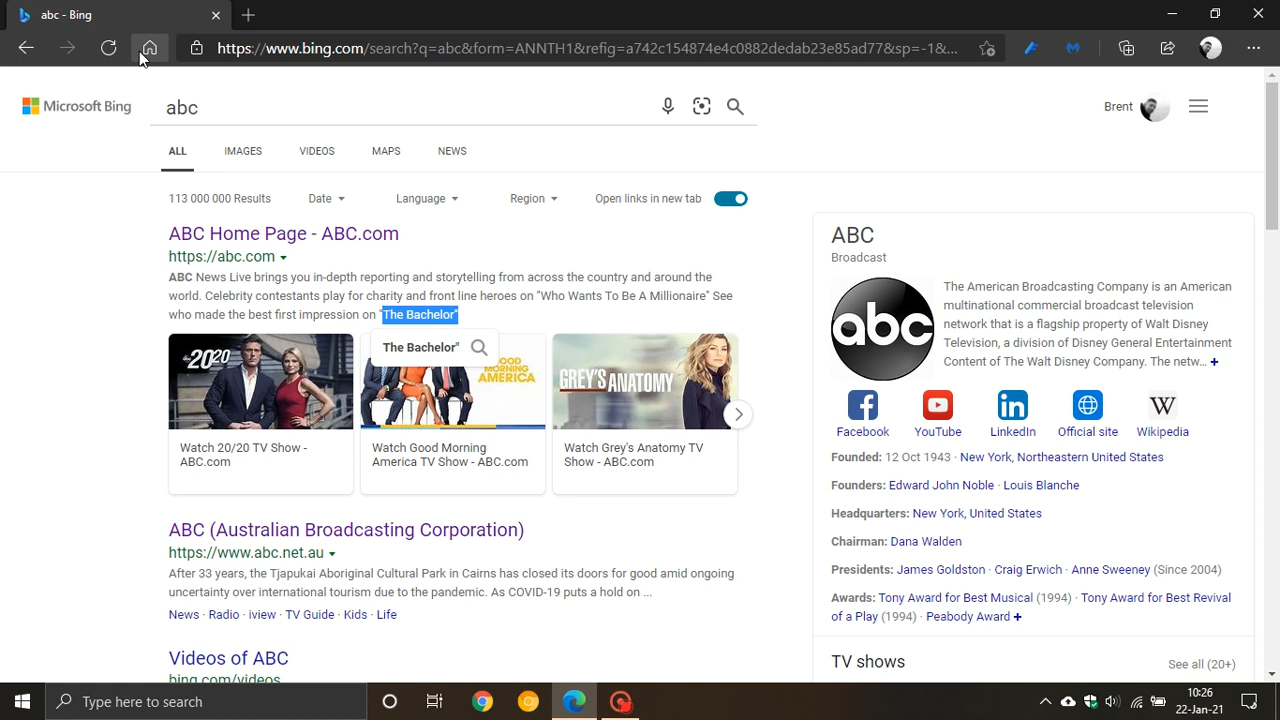 abc - Bing
https://www.bing.com/search?q=abc&form=ANNTH1&refig=a742c154874e4c0882dedab23e85ad77&sp=-1&...
Microsoft Bing
abc
Brent
ALL IMAGES VIDEOS MAPS NEWS
113 000 000 Results Date Language Region Open links in new tab
ABC Home Page - ABC.com
https://abc.com
ABC News Live brings you in-depth reporting and storytelling from across the country and around the
world. Celebrity contestants play for charity and front line heroes on "Who Wants To Be A Millionaire" See
who made the best first impression on "The Bachelor"
The Bachelor"
abc 2020
GOOD
MORNING
AMERICA
GREY'S ANATOMY
Watch 20/20 TV Show -
ABC.com
Watch Good Morning
America TV Show - ABC.com
Watch Grey's Anatomy TV
Show - ABC.com
ABC (Australian Broadcasting Corporation)
https://www.abc.net.au
After 33 years, the Tjapukai Aboriginal Cultural Park in Cairns has closed its doors for good amid ongoing
uncertainty over international tourism due to the pandemic. As COVID-19 puts a hold on ...
News · Radio · iview · TV Guide · Kids · Life
Videos of ABC
bing.com/videos
ABC
Broadcast
abc
The American Broadcasting Company is an American
multinational commercial broadcast television
network that is a flagship property of Walt Disney
Television, a division of Disney General Entertainment
Content of The Walt Disney Company. The netw... +
Facebook YouTube LinkedIn Official site Wikipedia
Founded: 12 Oct 1943 · New York, Northeastern United States
Founders: Edward John Noble · Louis Blanche
Headquarters: New York, United States
Chairman: Dana Walden
Presidents: James Goldston · Craig Erwich · Anne Sweeney (Since 2004)
Awards: Tony Award for Best Musical (1994) · Tony Award for Best Revival
of a Play (1994) · Peabody Award +
TV shows See all (20+)
Type here to search
10:26
22-Jan-21